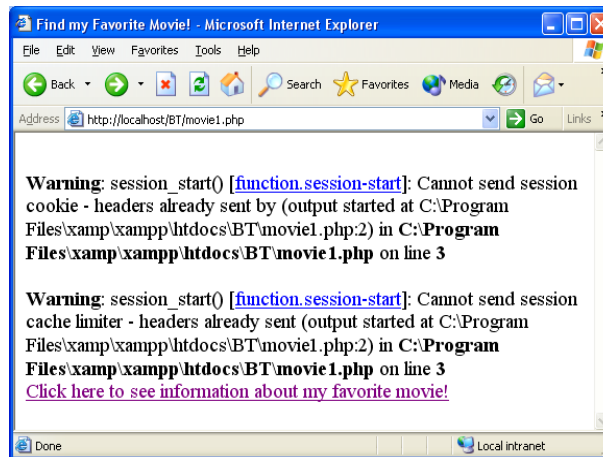 Find my Favorite Movie! - Microsoft Internet Explorer
File Edit View Favorites Tools Help
Back Search Favorites Media
Address http://localhost/BT/movie1.php Go Links
Warning: session_start() [function.session-start]: Cannot send session
cookie - headers already sent by (output started at C:\Program
Files\xamp\xampp\htdocs\BT\movie1.php:2) in C:\Program
Files\xamp\xampp\htdocs\BT\movie1.php on line 3
Warning: session_start() [function.session-start]: Cannot send session
cache limiter - headers already sent (output started at C:\Program
Files\xamp\xampp\htdocs\BT\movie1.php:2) in C:\Program
Files\xamp\xampp\htdocs\BT\movie1.php on line 3
Click here to see information about my favorite movie!
Done Local intranet